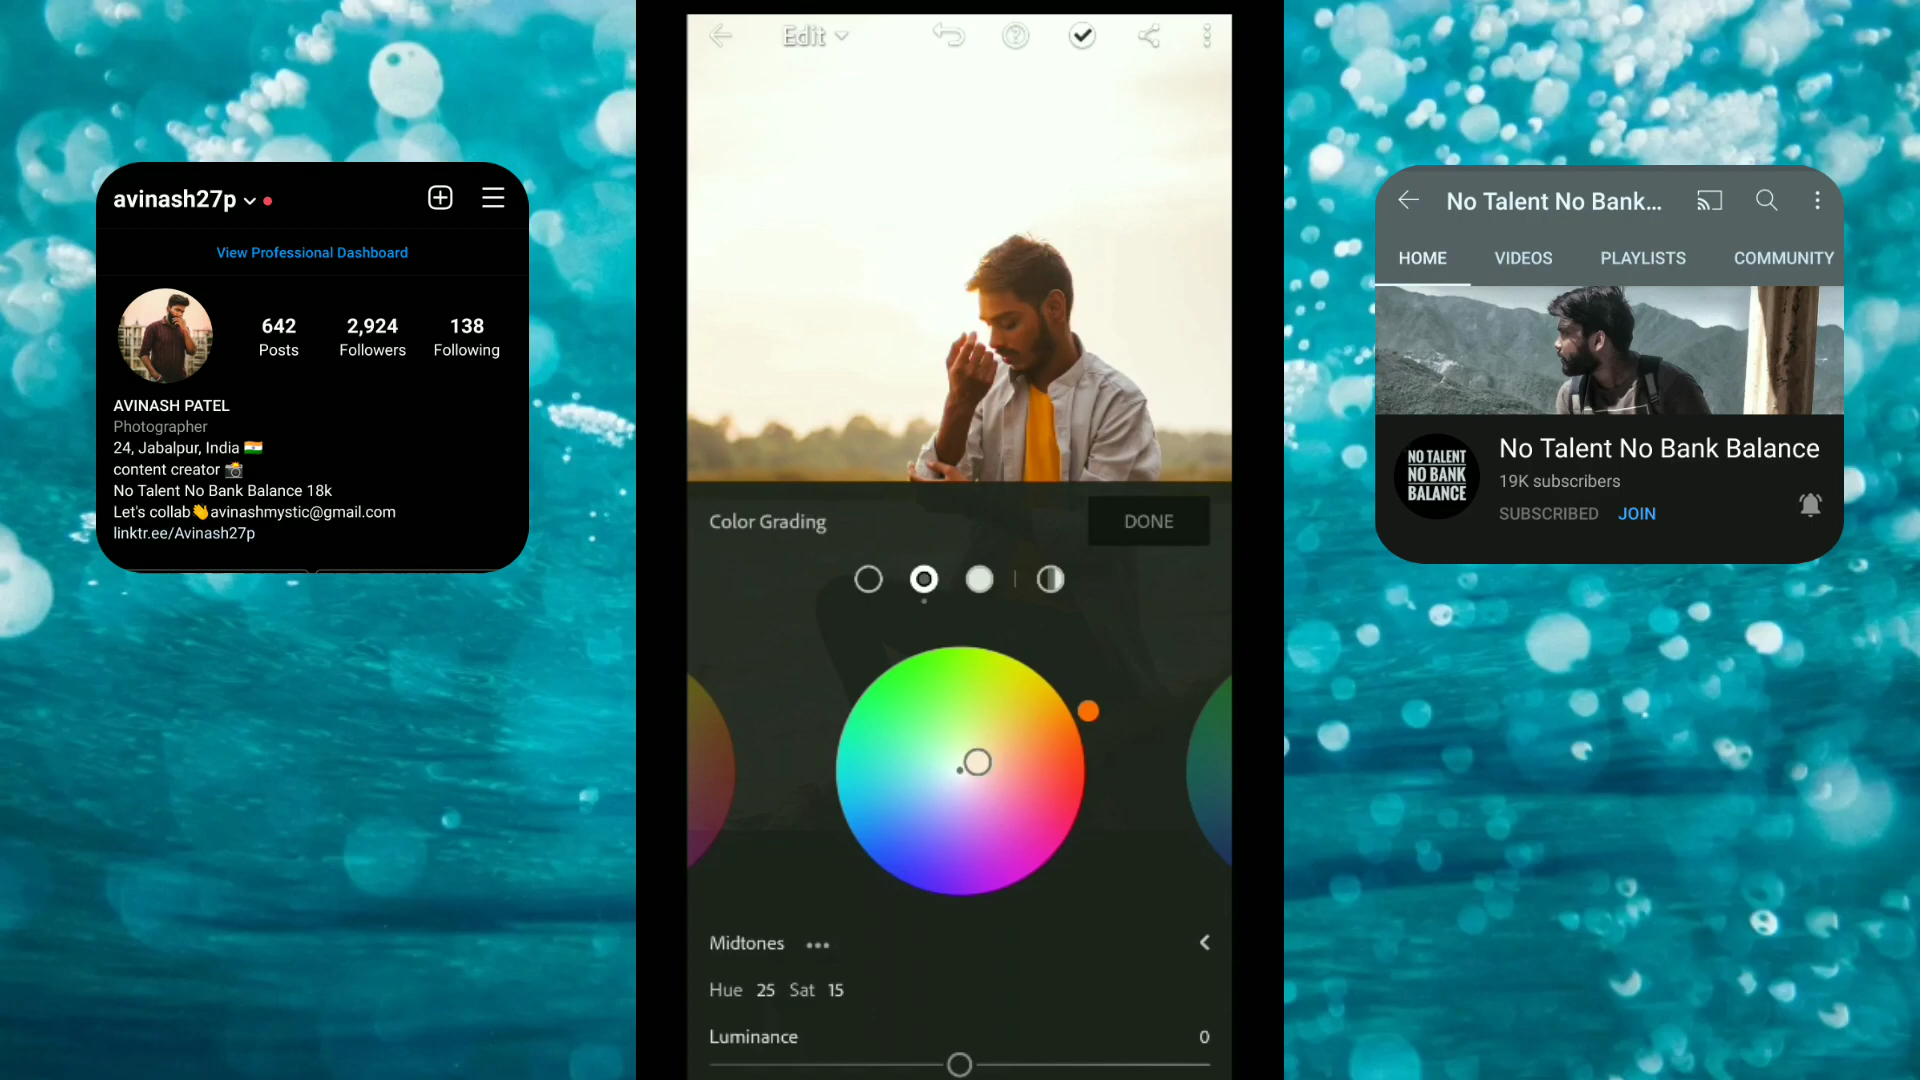 avinash27p
View Professional Dashboard
642 2,924 138
Posts Followers Following
AVINASH PATEL
Photographer
24, Jabalpur, India 🇮🇳
content creator 📸
No Talent No Bank Balance 18k
Let's collab👋avinashmystic@gmail.com
linktr.ee/Avinash27p
Edit
Color Grading DONE
Midtones
Hue 25 Sat 15
Luminance 0
No Talent No Bank...
HOME VIDEOS PLAYLISTS COMMUNITY
NO TALENT
NO BANK
BALANCE
No Talent No Bank Balance
19K subscribers
SUBSCRIBED JOIN